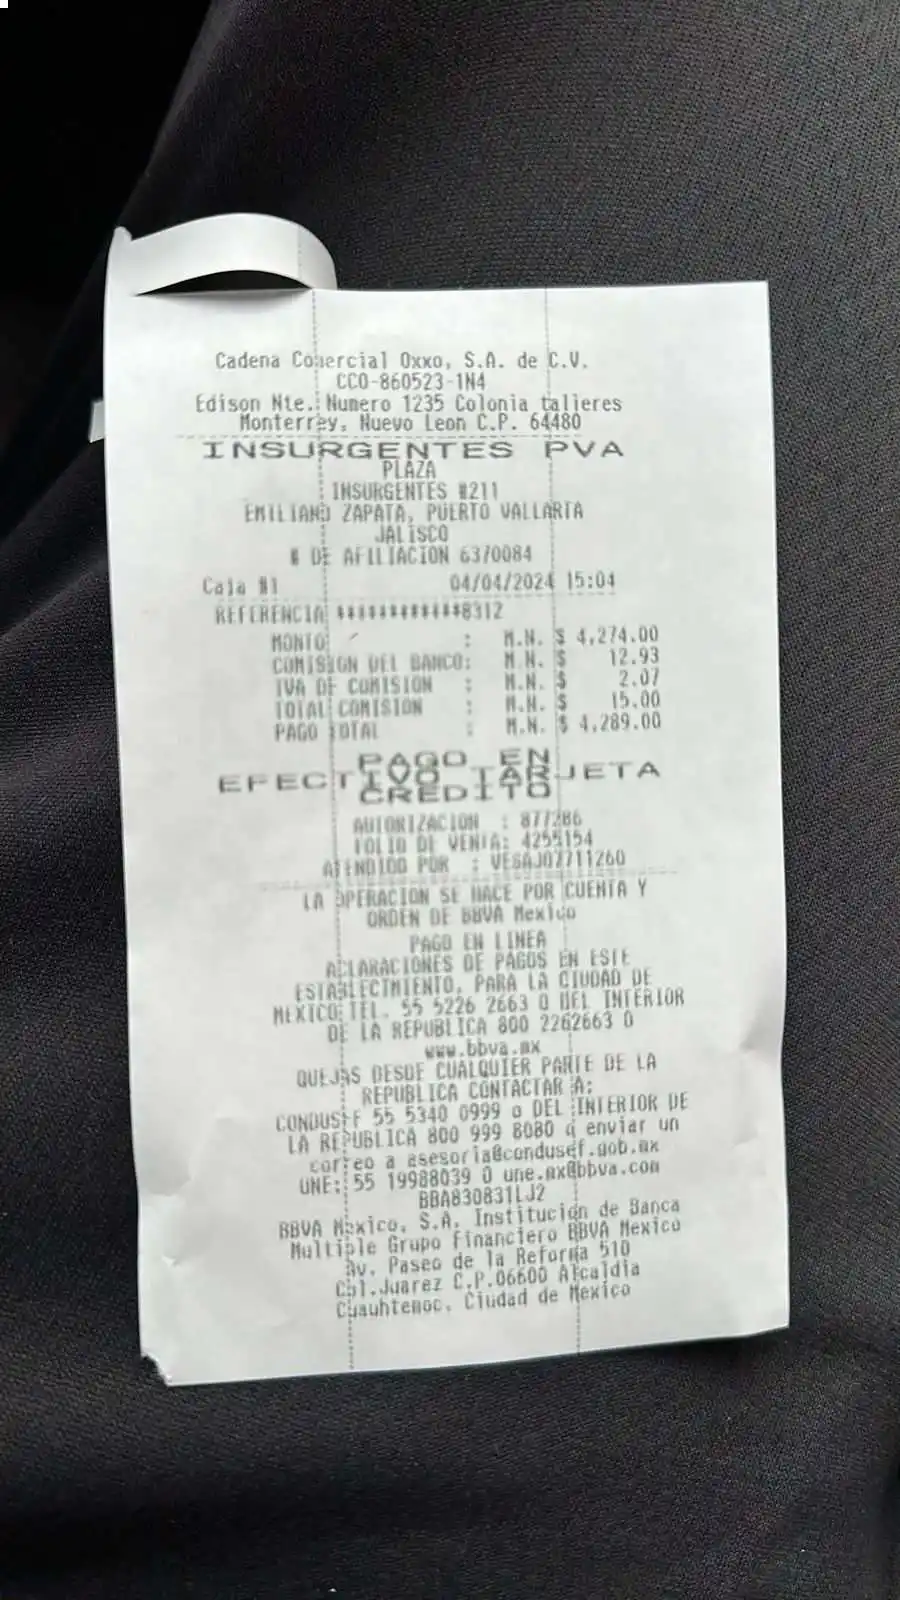 Cadena Comercial Oxxo, S.A. de C.V.
CCO-860523-1N4
Edison Nte. Numero 1235 Colonia talleres
Monterrey, Nuevo Leon C.P. 64480
INSURGENTES PVA
PLAZA
INSURGENTES #211
EMILIANO ZAPATA, PUERTO VALLARTA
JALISCO
# DE AFILIACION 6370084
Caja #1 04/04/2024 15:04
REFERENCIA ************8312
MONTO : M.N. $ 4,274.00
COMISION DEL BANCO: M.N. $ 12.93
IVA DE COMISION : M.N. $ 2.07
TOTAL COMISION : M.N. $ 15.00
PAGO TOTAL : M.N. $ 4,289.00
PAGO EN
EFECTIVO TARJETA
CREDITO
AUTORIZACION : 877286
FOLIO DE VENTA: 4255154
ATENDIDO POR : VESAJ02711260
LA OPERACION SE HACE POR CUENTA Y
ORDEN DE BBVA Mexico
PAGO EN LINEA
ACLARACIONES DE PAGOS EN ESTE
ESTABLECIMIENTO, PARA LA CIUDAD DE
MEXICO TEL. 55 5226 2663 O DEL INTERIOR
DE LA REPUBLICA 800 2262663 O
www.bbva.mx
QUEJAS DESDE CUALQUIER PARTE DE LA
REPUBLICA CONTACTAR A:
CONDUSEF 55 5340 0999 o DEL INTERIOR DE
LA REPUBLICA 800 999 8080 o enviar un
correo a asesoria@condusef.gob.mx
UNE: 55 19988039 O une.mx@bbva.com
BBA830831LJ2
BBVA Mexico, S.A. Institución de Banca
Multiple Grupo financiero BBVA Mexico
Av. Paseo de la Reforma 510
Col.Juarez C.P.06600 Alcaldia
Cuauhtemoc, Ciudad de Mexico